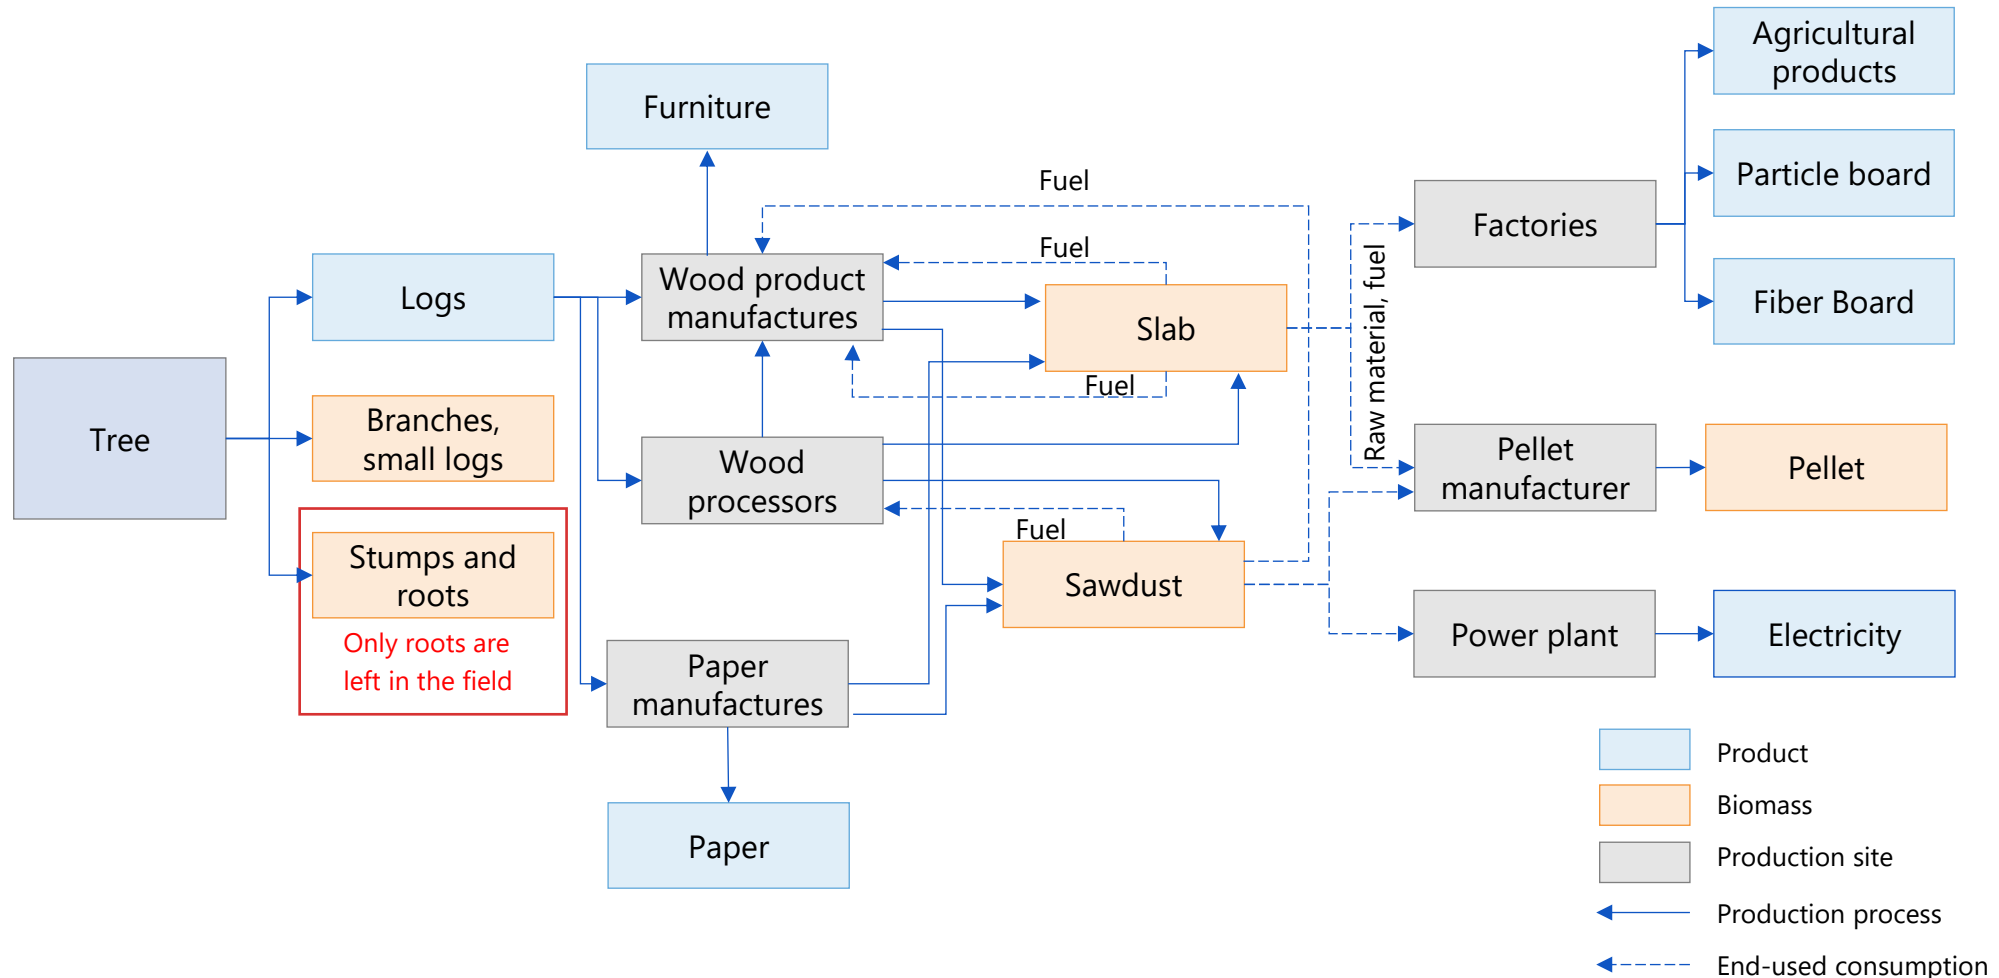 Agricultural
products
Furniture
Particle board
Fuel
Factories
Fuel
Raw material, fuel
Logs
Wood product
manufactures
Slab
Fiber Board
Fuel
Tree
Branches,
small logs
Wood
processors
Pellet
manufacturer
Pellet
Fuel
Stumps and
roots
Sawdust
Only roots are
left in the field
Power plant
Electricity
Paper
manufactures
Paper
Product
Biomass
Production site
Production process
End-used consumption